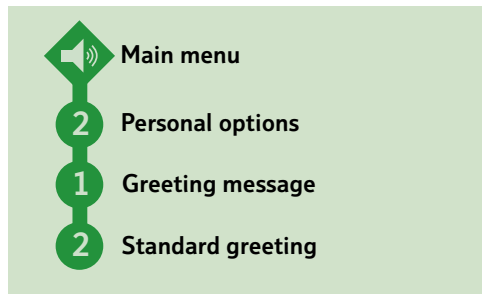 Main menu
2 Personal options
1 Greeting message
2 Standard greeting